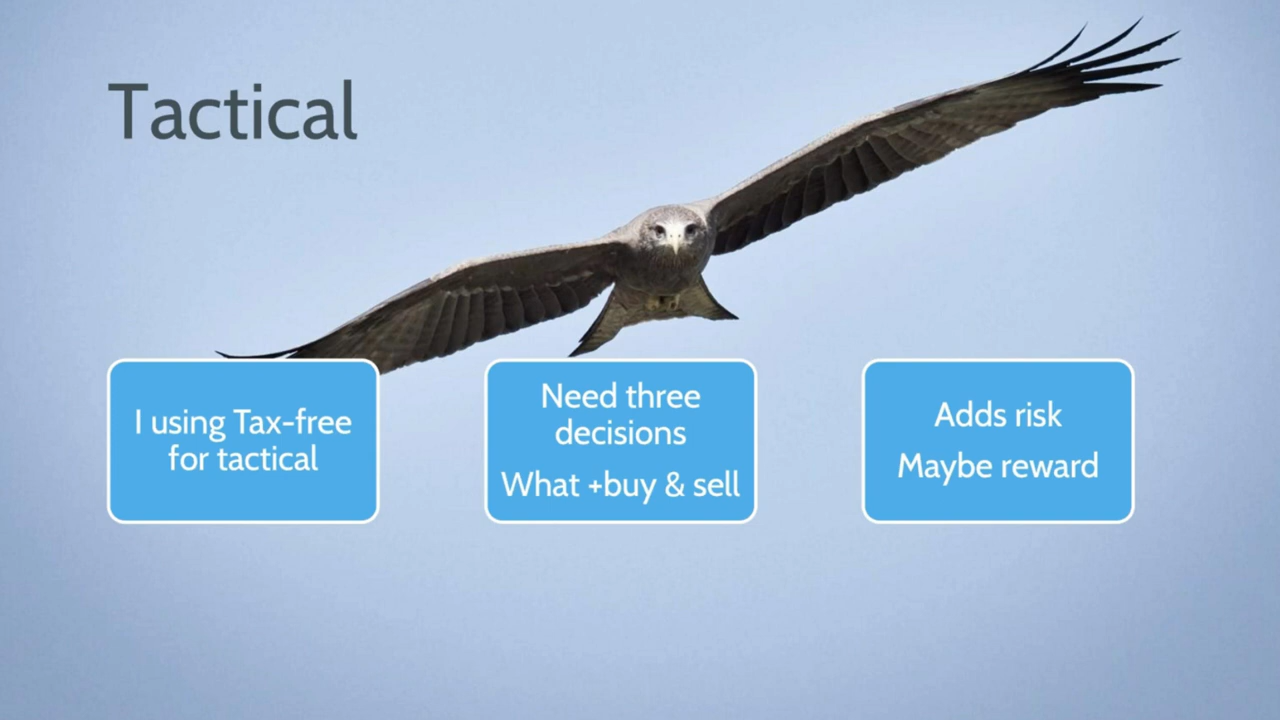 Tactical
I using Tax-free
for tactical
Need three
decisions
What +buy & sell
Adds risk
Maybe reward